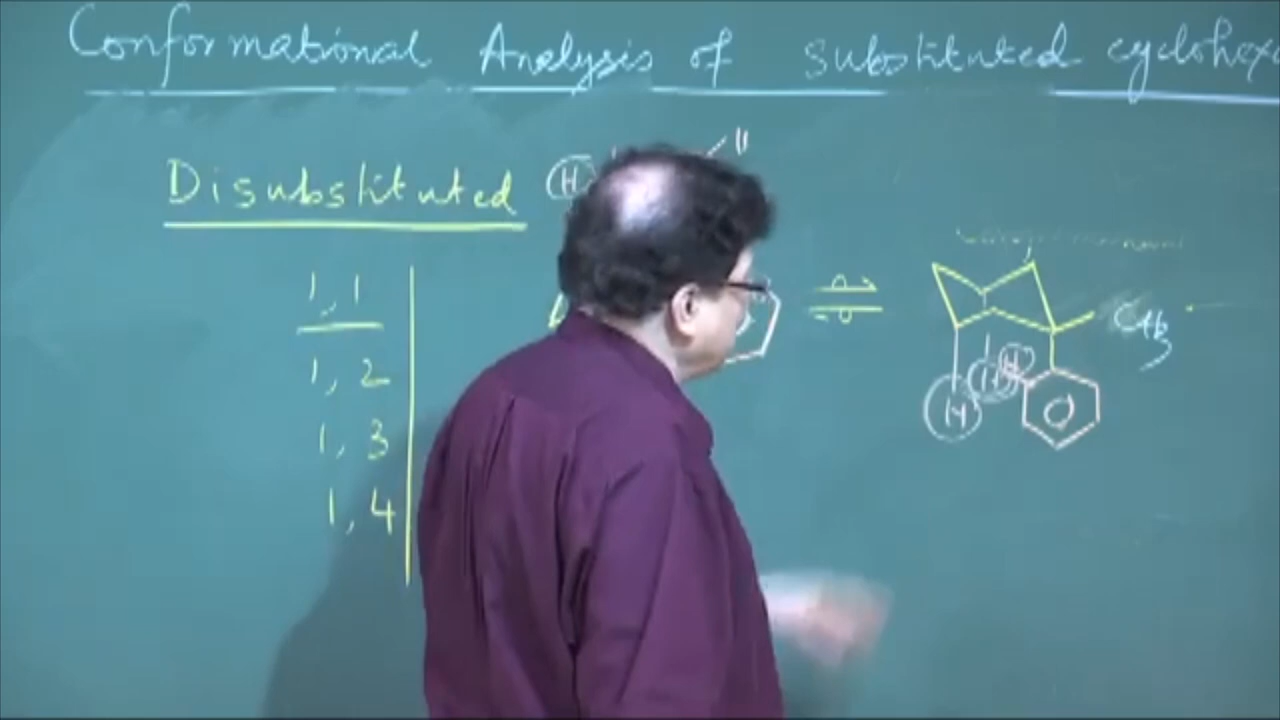 Conformational Analysis of substituted cyclohex
Disubstituted
H
1,1
1,2
1,3
1,4
CH3
H
H
H